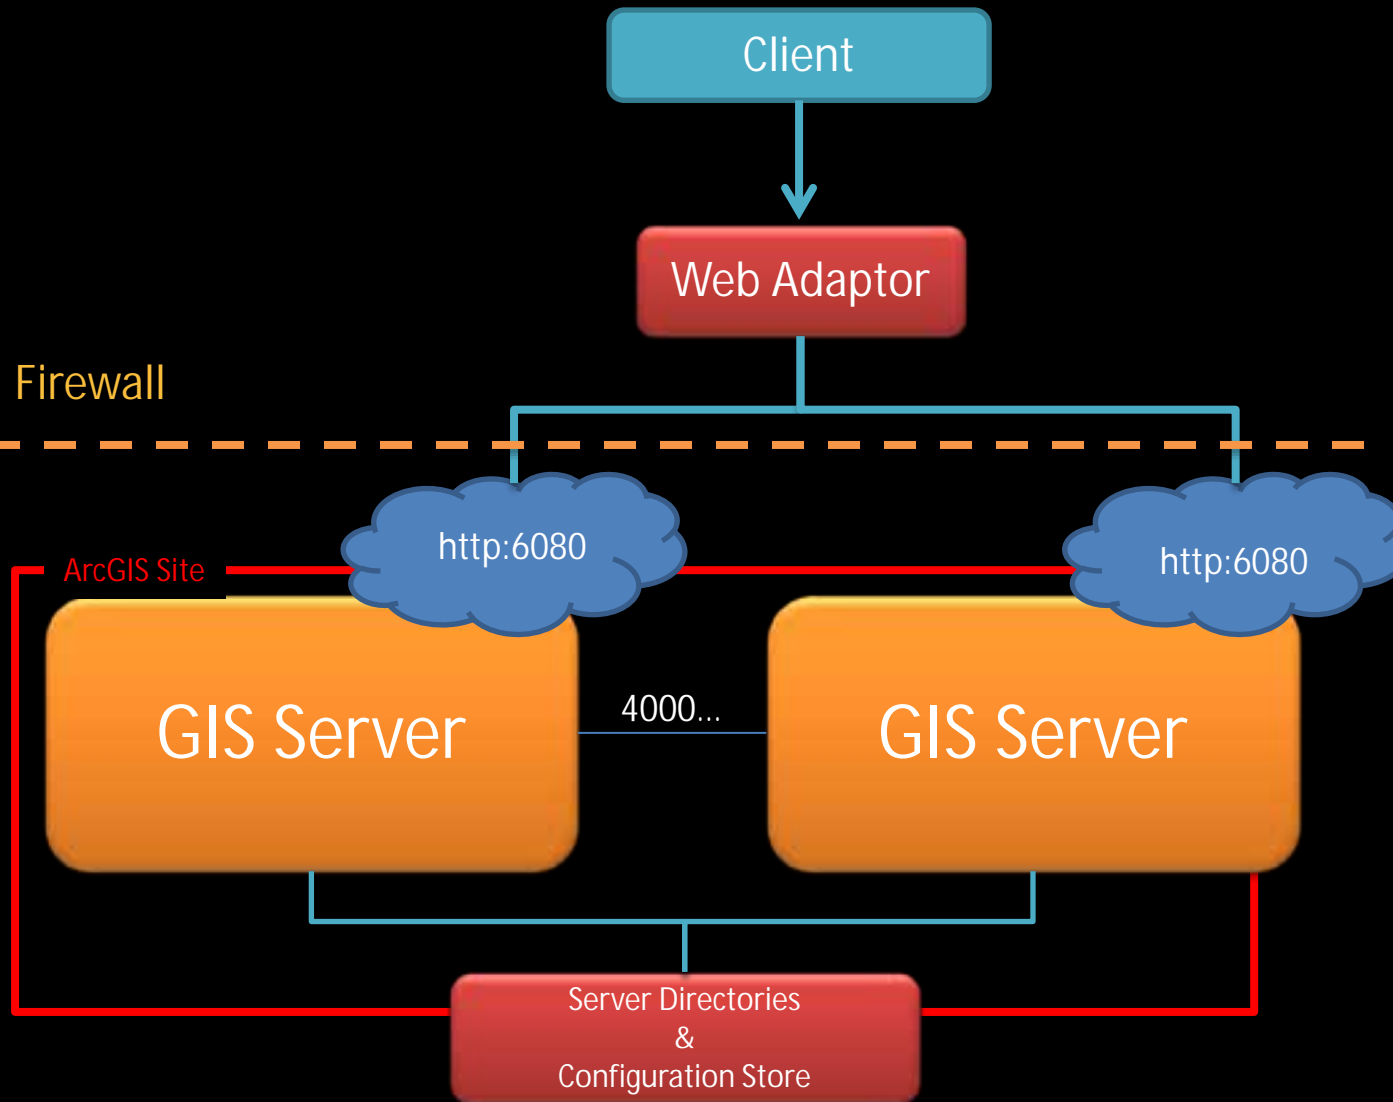 Client
Web Adaptor
Firewall
http:6080
http:6080
ArcGIS Site
GIS Server
4000...
GIS Server
Server Directories
&
Configuration Store